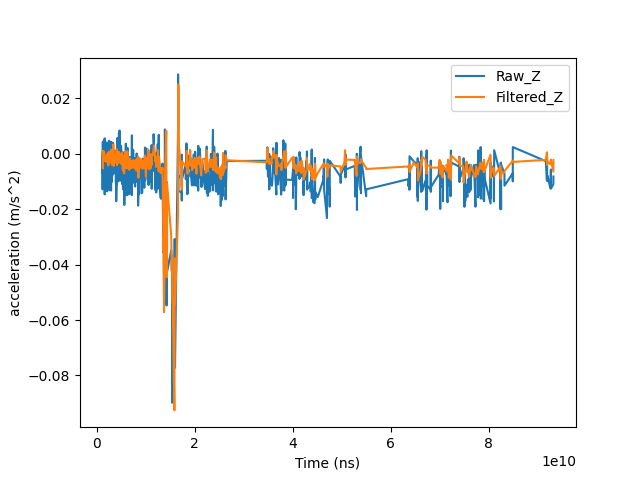 Raw_Z
Filtered_Z
0.02
0.00
−0.02
−0.04
−0.06
−0.08
acceleration (m/s^2)
0
2
4
6
8
1e10
Time (ns)